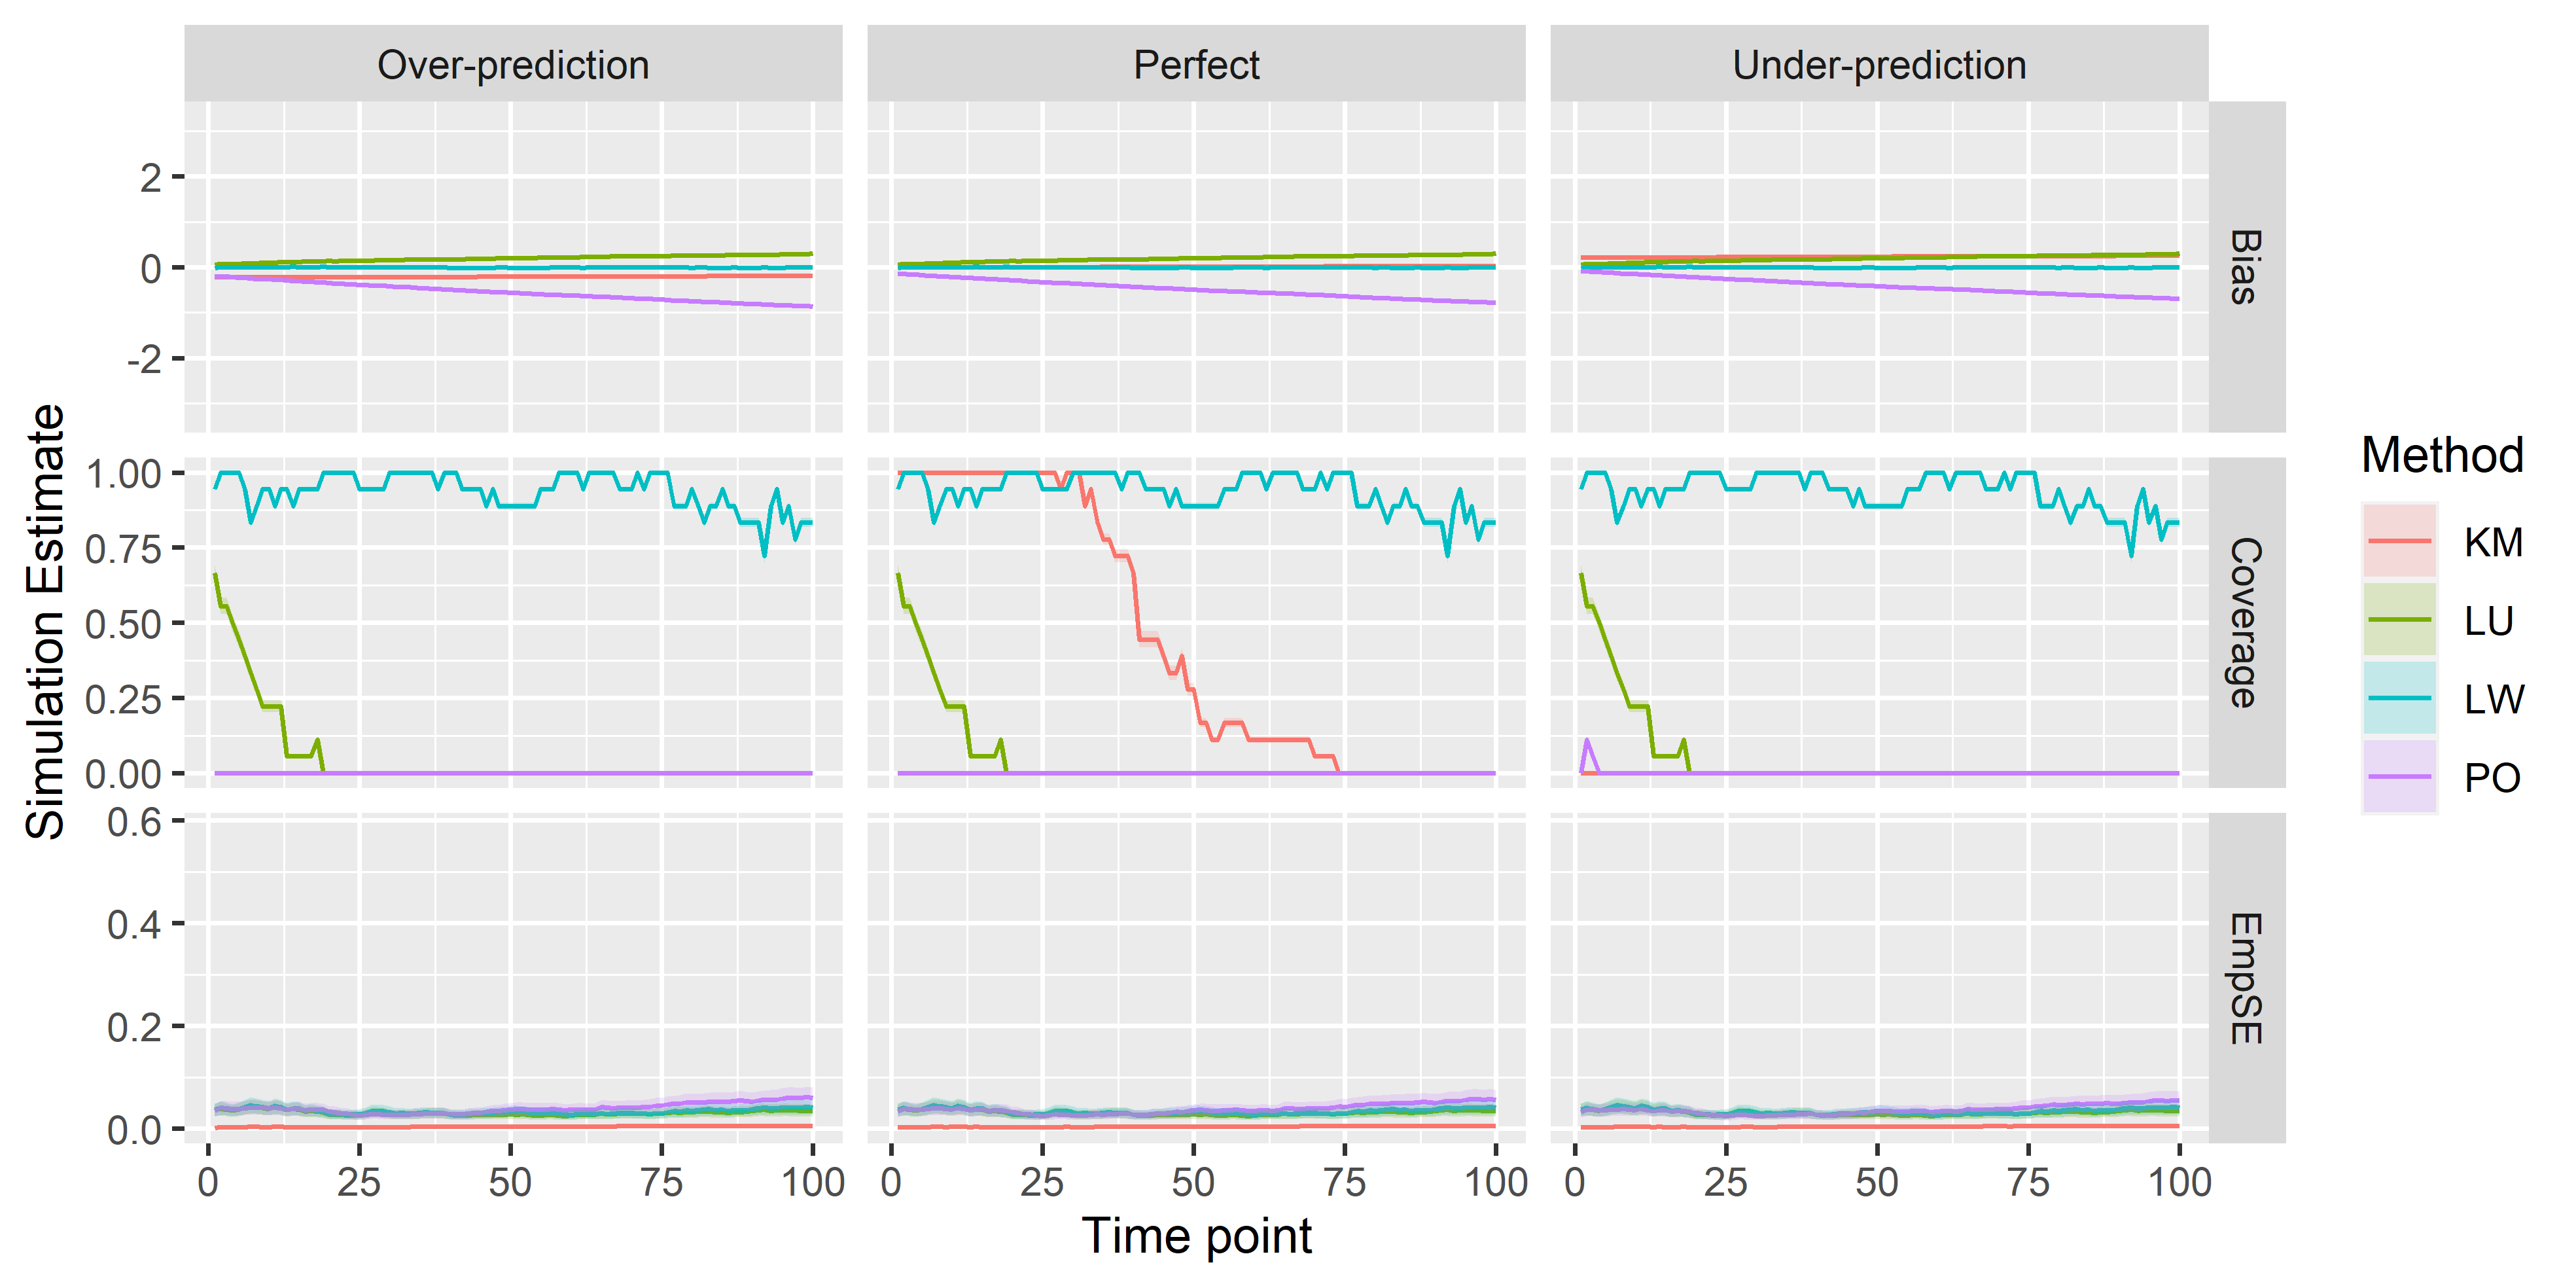 Over-prediction
Perfect
Under-prediction
Simulation Estimate
2
0
-2
Bias
1.00
0.75
0.50
0.25
0.00
Coverage
0.6
0.4
0.2
0.0
EmpSE
0 25 50 75 100
0 25 50 75 100
0 25 50 75 100
Time point
Method
KM
LU
LW
PO